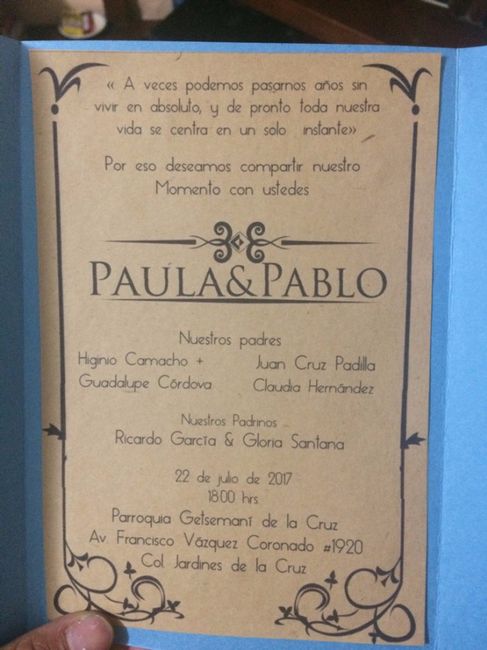 « A veces podemos pasarnos años sin
vivir en absoluto, y de pronto toda nuestra
vida se centra en un solo instante»
Por eso deseamos compartir nuestro
Momento con ustedes
PAULA&PABLO
Nuestros padres
Higinio Camacho +
Guadalupe Córdova
Juan Cruz Padilla
Claudia Hernández
Nuestros Padrinos
Ricardo García & Gloria Santana
22 de julio de 2017
18:00 hrs
Parroquia Getsemaní de la Cruz
Av. Francisco Vázquez Coronado #1920
Col Jardines de la Cruz